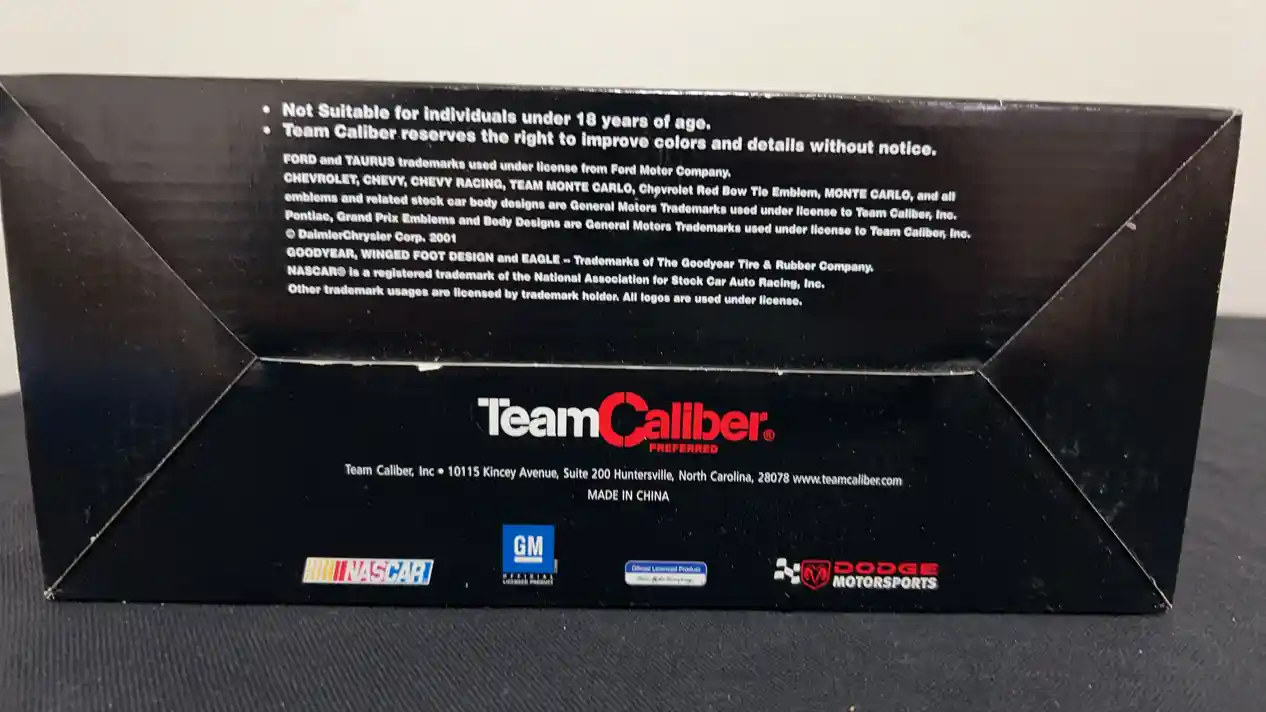 • Not Suitable for individuals under 18 years of age.
• Team Caliber reserves the right to improve colors and details without notice.
FORD and TAURUS trademarks used under license from Ford Motor Company.
CHEVROLET, CHEVY, CHEVY RACING, TEAM MONTE CARLO, Chevrolet Red Bow Tie Emblem, MONTE CARLO, and all
emblems and related stock car body designs are General Motors Trademarks used under license to Team Caliber, Inc.
Pontiac, Grand Prix Emblems and Body Designs are General Motors Trademarks used under license to Team Caliber, Inc.
© DaimlerChrysler Corp. 2001
GOODYEAR, WINGED FOOT DESIGN and EAGLE -- Trademarks of The Goodyear Tire & Rubber Company.
NASCAR® is a registered trademark of the National Association for Stock Car Auto Racing, Inc.
Other trademark usages are licensed by trademark holder. All logos are used under license.
TeamCaliber®
PREFERRED
Team Caliber, Inc • 10115 Kincey Avenue, Suite 200 Huntersville, North Carolina, 28078 www.teamcaliber.com
MADE IN CHINA
NASCAR
GM
OFFICIAL
LICENSED PRODUCT
Official Licensed Product
DODGE
MOTORSPORTS